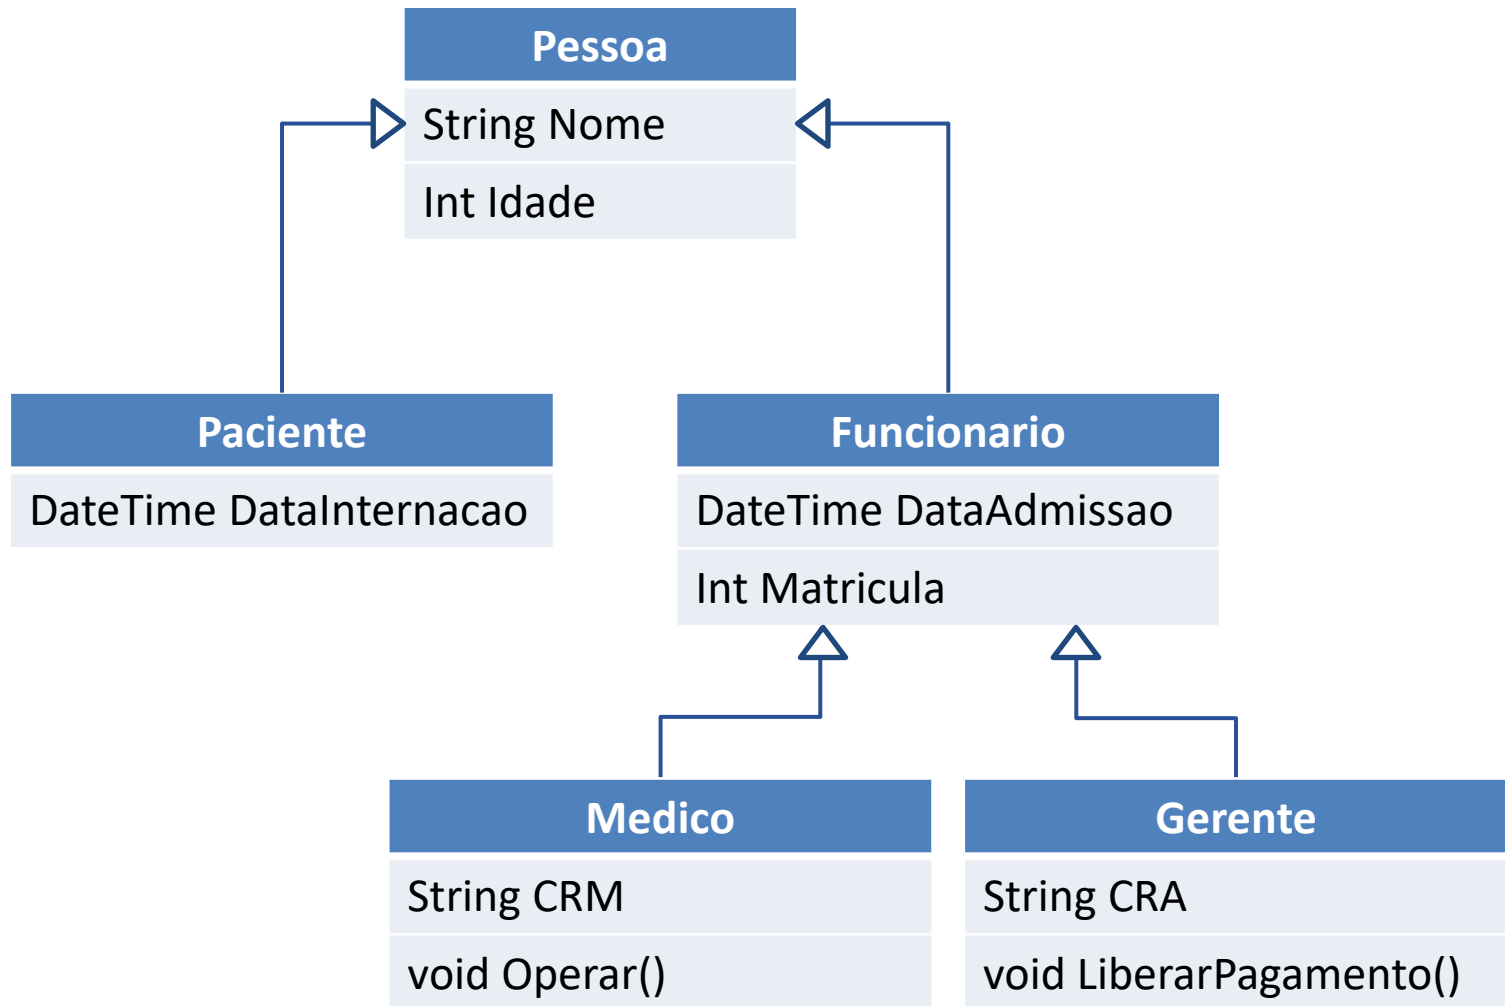 Pessoa
String Nome
Int Idade
Paciente
DateTime DataInternacao
Funcionario
DateTime DataAdmissao
Int Matricula
Medico
String CRM
void Operar()
Gerente
String CRA
void LiberarPagamento()